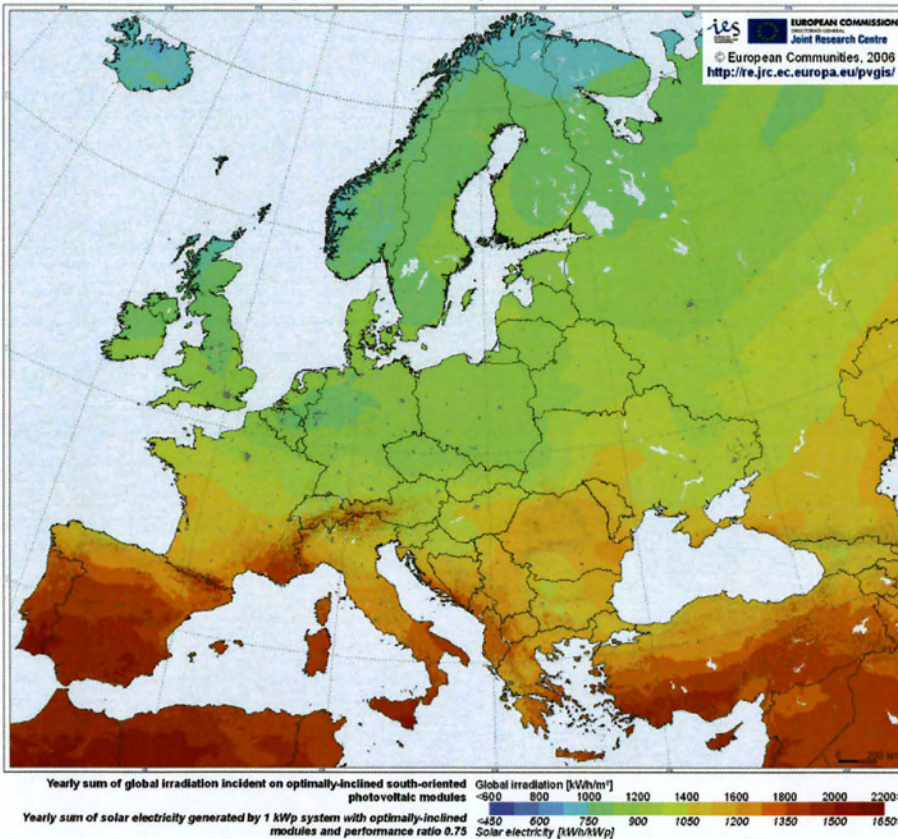 ies
EUROPEAN COMMISSION
DIRECTORATE-GENERAL
Joint Research Centre
© European Communities, 2006
http://re.jrc.ec.europa.eu/pvgis/
Yearly sum of global irradiation incident on optimally-inclined south-oriented
photovoltaic modules
Yearly sum of solar electricity generated by 1 kWp system with optimally-inclined
modules and performance ratio 0.75
Global irradiation [kWh/m²]
<600 800 1000 1200 1400 1600 1800 2000 2200>
<450 600 750 900 1050 1200 1350 1500 1650>
Solar electricity [kWh/kWp]